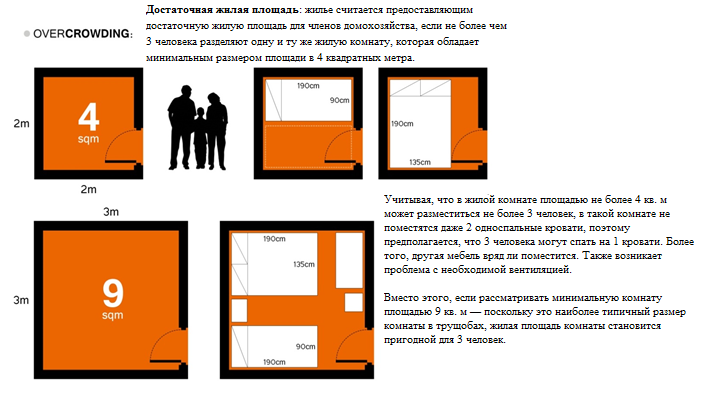 Достаточная жилая площадь: жилье считается предоставляющим
достаточную жилую площадь для членов домохозяйства, если не более чем
OVERCROWDING:
3 человека разделяют одну и ту же жилую комнату, которая обладает
минимальным размером площади в 4 квадратных метра.
190cm
90cm
4
sqm
2m
190cm
135cm
2m
3m
Учитывая, что в жилой комнате площадью не более 4 кв. м
может разместиться не более 3 человек, в такой комнате не
поместятся даже 2 односпальные кровати, поэтому
предполагается, что 3 человека могут спать на 1 кровати. Более
того, другая мебель вряд ли поместится. Также возникает
проблема с необходимой вентиляцией.
190cm
135cm
3m
9
sqm
90cm
190cm
Вместо этого, если рассматривать минимальную комнату
площадью 9 кв. м — поскольку это наиболее типичный размер
комнаты в трущобах, жилая площадь комнаты становится
пригодной для 3 человек.